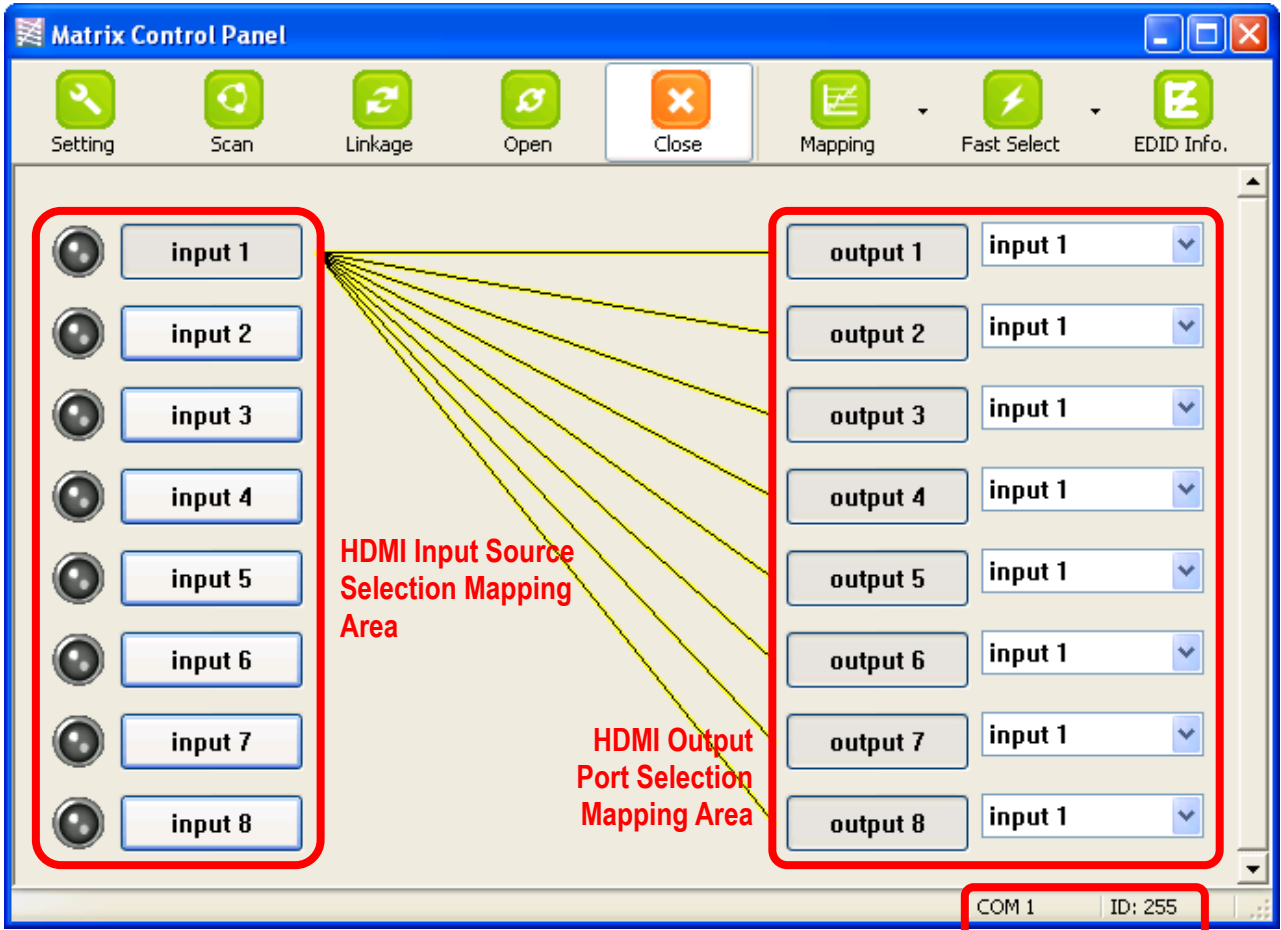 Matrix Control Panel
Setting Scan Linkage Open Close Mapping Fast Select EDID Info.
input 1 output 1 input 1
input 2 output 2 input 1
input 3 output 3 input 1
input 4 output 4 input 1
HDMI Input Source
Selection Mapping
Area
input 5 output 5 input 1
input 6 output 6 input 1
HDMI Output
Port Selection
Mapping Area
input 7 output 7 input 1
input 8 output 8 input 1
COM 1 ID: 255